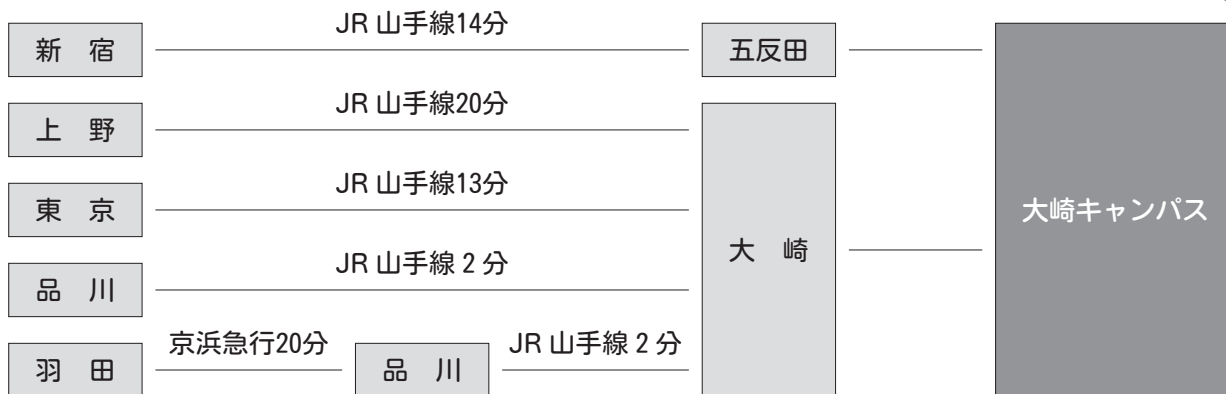 JR 山手線14分
新 宿
五反田
JR 山手線20分
上 野
JR 山手線13分
東 京
大崎キャンパス
大 崎
JR 山手線 2 分
品 川
京浜急行20分
JR 山手線 2 分
羽 田
品 川